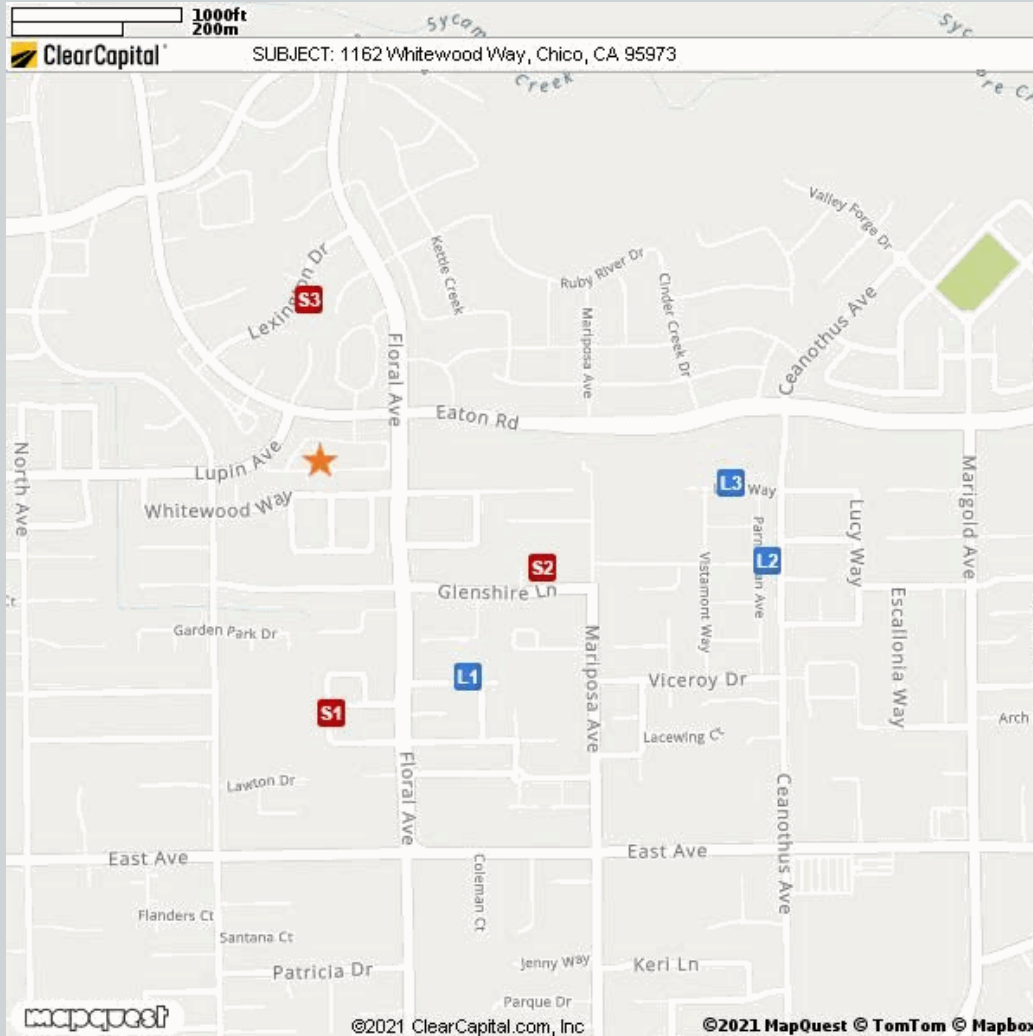 1000ft
200m
ClearCapital
SUBJECT: 1162 Whitewood Way, Chico, CA 95973
Creek
Valley Forge Dr
Kettle Creek
Ruby River Dr
Cinder Creek Dr
Lexington Dr
S3
Mariposa Ave
Ceanothus Ave
Floral Ave
Eaton Rd
North Ave
Lupin Ave
Marigold Ave
L3
Way
Whitewood Way
Lucy Way
L2
S2
Vistamont Way
Glenshire Ln
Escallonia Way
Ct
Garden Park Dr
Mariposa Ave
L1
Viceroy Dr
S1
Arch
Lacewing Ct
Floral Ave
Lawton Dr
Ceanothus Ave
East Ave
East Ave
Coleman Ct
Flanders Ct
Santana Ct
Jenny Way
Keri Ln
Patricia Dr
Parque Dr
mapquest
©2021 ClearCapital.com, Inc
©2021 MapQuest © TomTom © Mapbo